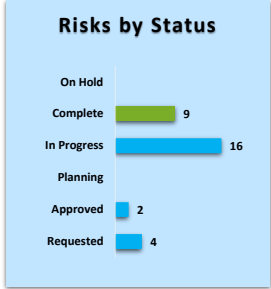 Risks by Status
On Hold
Complete 9
In Progress 16
Planning
Approved 2
Requested 4